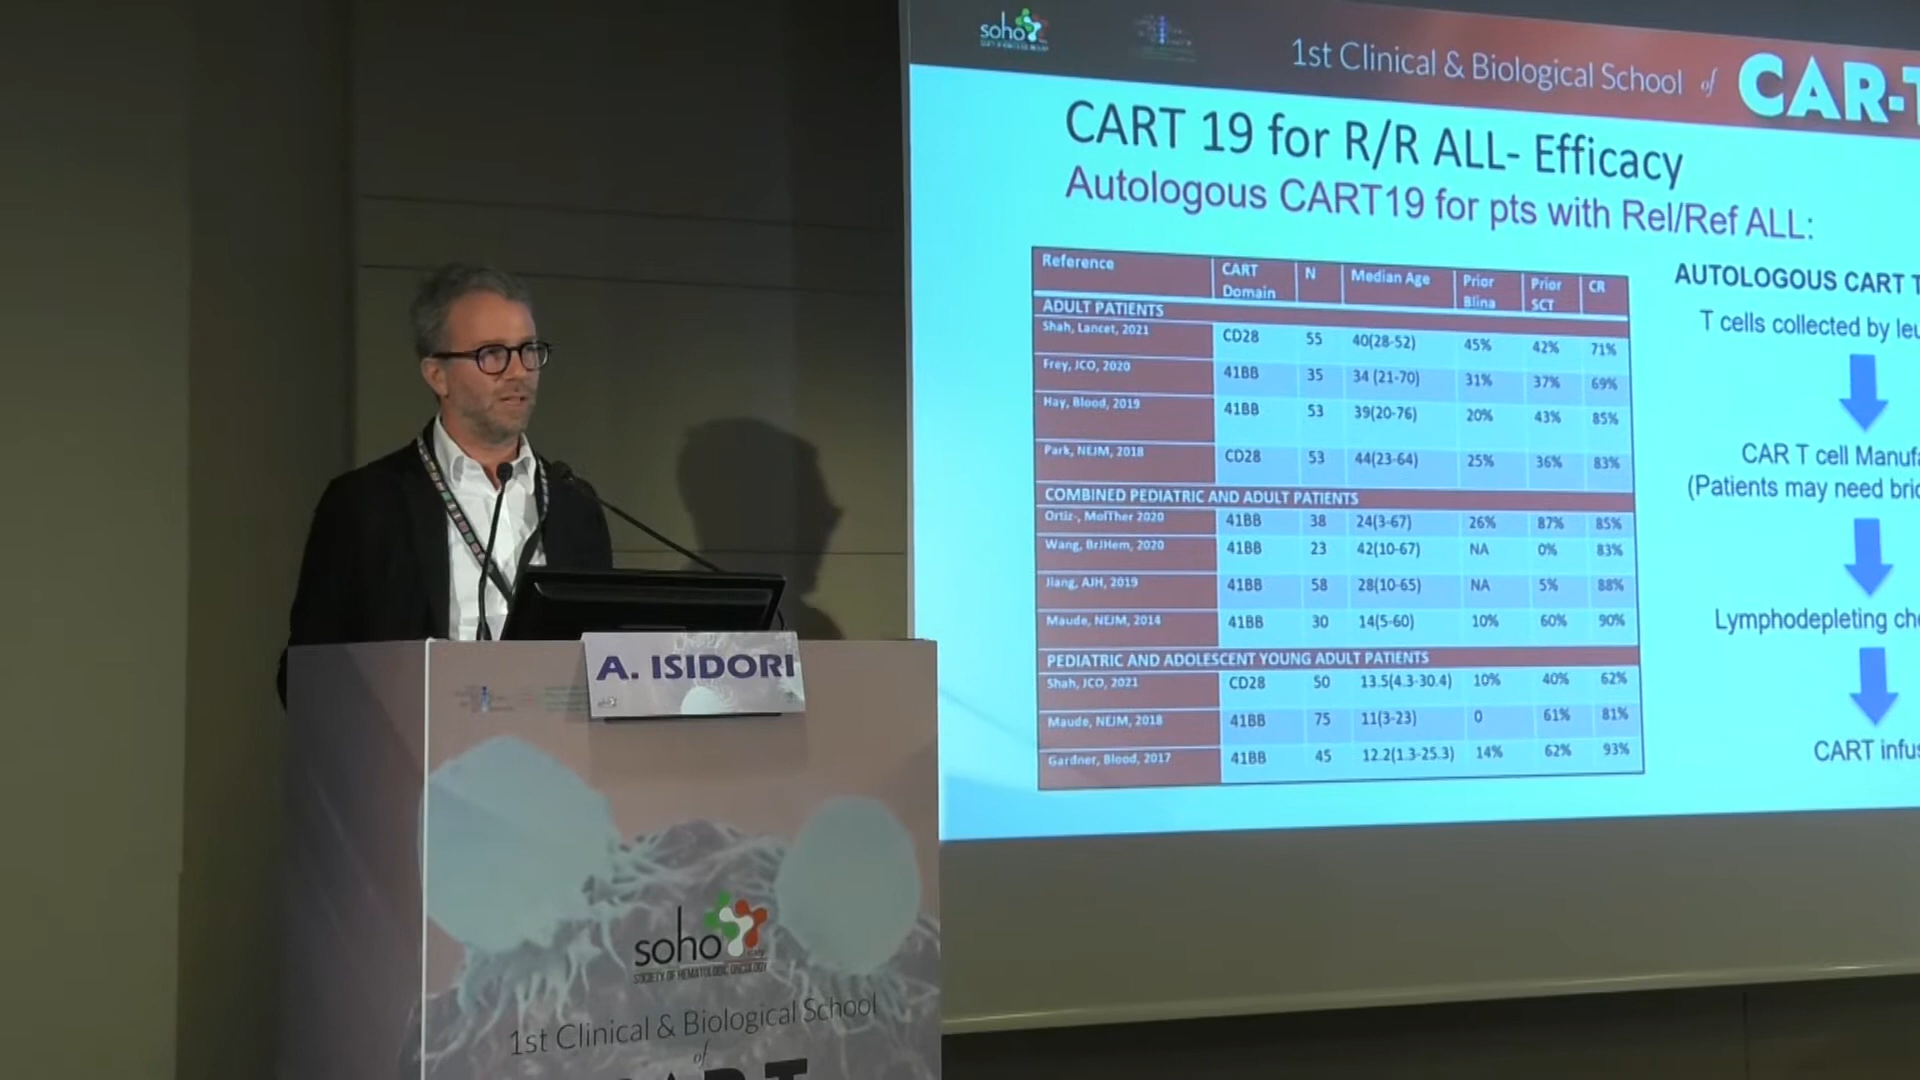 soho
1st Clinical & Biological School of CAR-T
CART 19 for R/R ALL- Efficacy
Autologous CART19 for pts with Rel/Ref ALL:
Reference CART Domain N Median Age Prior Blina Prior SCT CR
ADULT PATIENTS
Shah, Lancet, 2021 CD28 55 40(28-52) 45% 42% 71%
Frey, JCO, 2020 41BB 35 34 (21-70) 31% 37% 69%
Hay, Blood, 2019 41BB 53 39(20-76) 20% 43% 85%
Park, NEJM, 2018 CD28 53 44(23-64) 25% 36% 83%
COMBINED PEDIATRIC AND ADULT PATIENTS
Ortiz-, MolTher 2020 41BB 38 24(3-67) 26% 87% 85%
Wang, BrJHem, 2020 41BB 23 42(10-67) NA 0% 83%
Jiang, AJH, 2019 41BB 58 28(10-65) NA 5% 88%
Maude, NEJM, 2014 41BB 30 14(5-60) 10% 60% 90%
PEDIATRIC AND ADOLESCENT YOUNG ADULT PATIENTS
Shah, JCO, 2021 CD28 50 13.5(4.3-30.4) 10% 40% 62%
Maude, NEJM, 2018 41BB 75 11(3-23) 0 61% 81%
Gardner, Blood, 2017 41BB 45 12.2(1.3-25.3) 14% 62% 93%
AUTOLOGOUS CART T
T cells collected by leu
CAR T cell Manufa
(Patients may need brid
Lymphodepleting che
CART infus
A. ISIDORI
soho
SOCIETY OF HEMATOLOGIC ONCOLOGY
1st Clinical & Biological School
of
CAR-T